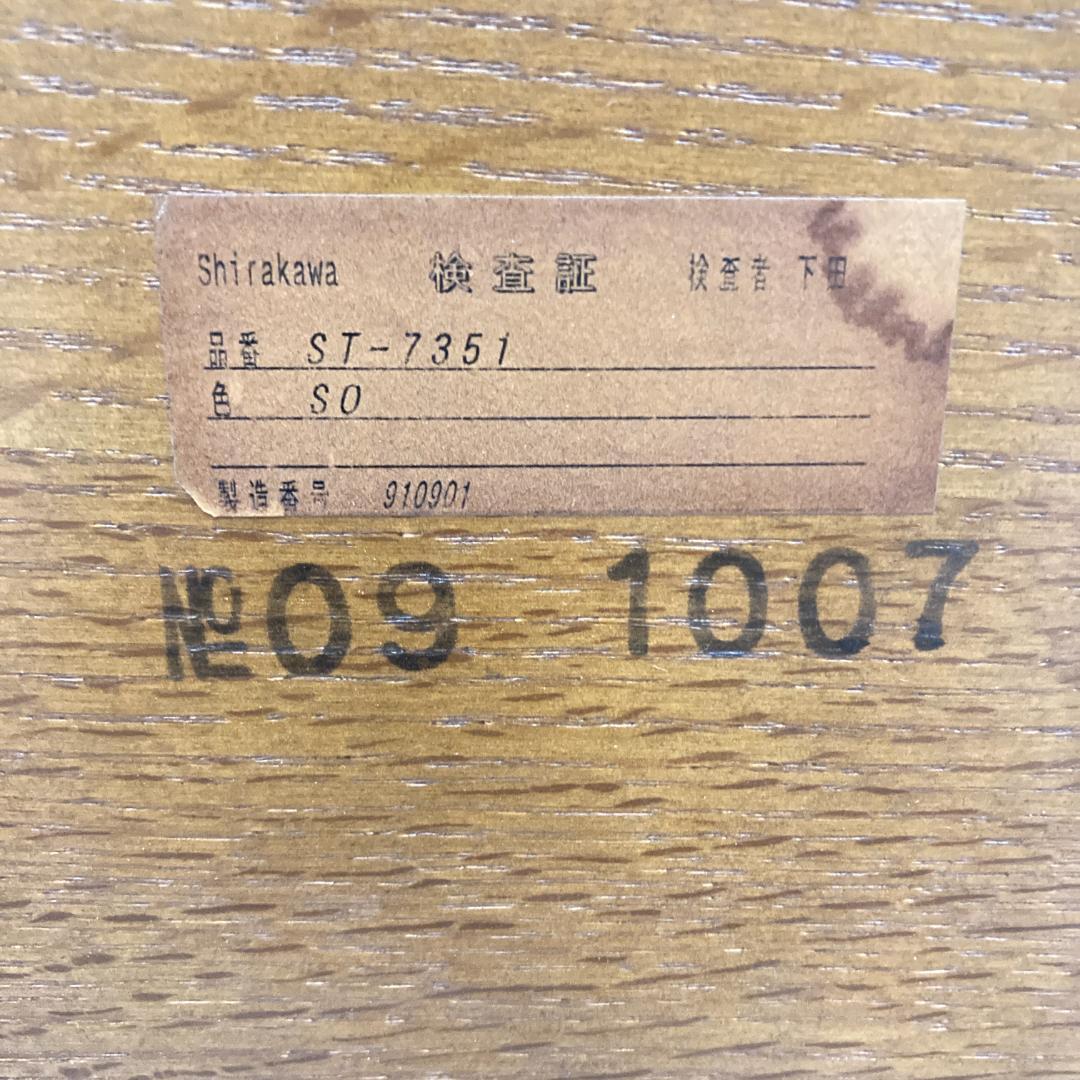 Shirakawa 検査証 検査者 下田
品番 ST-7351
色 SO
製造番号 910901
№09 1007